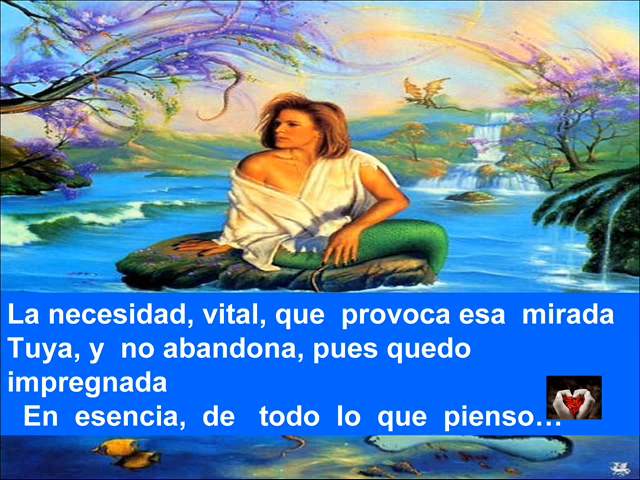 La necesidad, vital, que provoca esa mirada
Tuya, y no abandona, pues quedo
impregnada
En esencia, de todo lo que pienso…